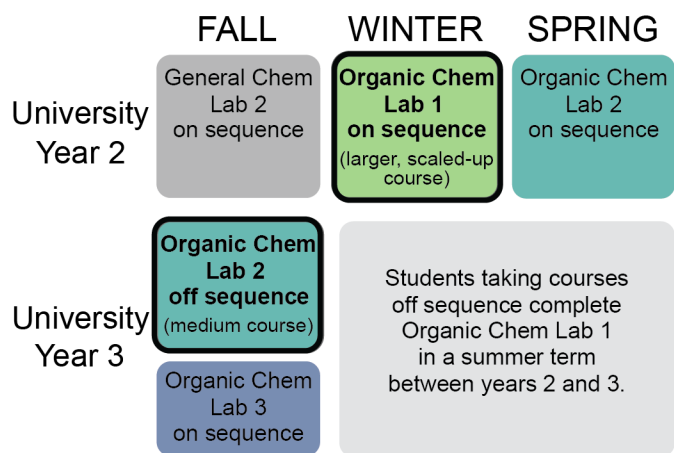 FALL
WINTER
SPRING
University
Year 2
General Chem
Lab 2
on sequence
Organic Chem
Lab 1
on sequence
(larger, scaled-up
course)
Organic Chem
Lab 2
on sequence
University
Year 3
Organic Chem
Lab 2
off sequence
(medium course)
Organic Chem
Lab 3
on sequence
Students taking courses
off sequence complete
Organic Chem Lab 1
in a summer term
between years 2 and 3.